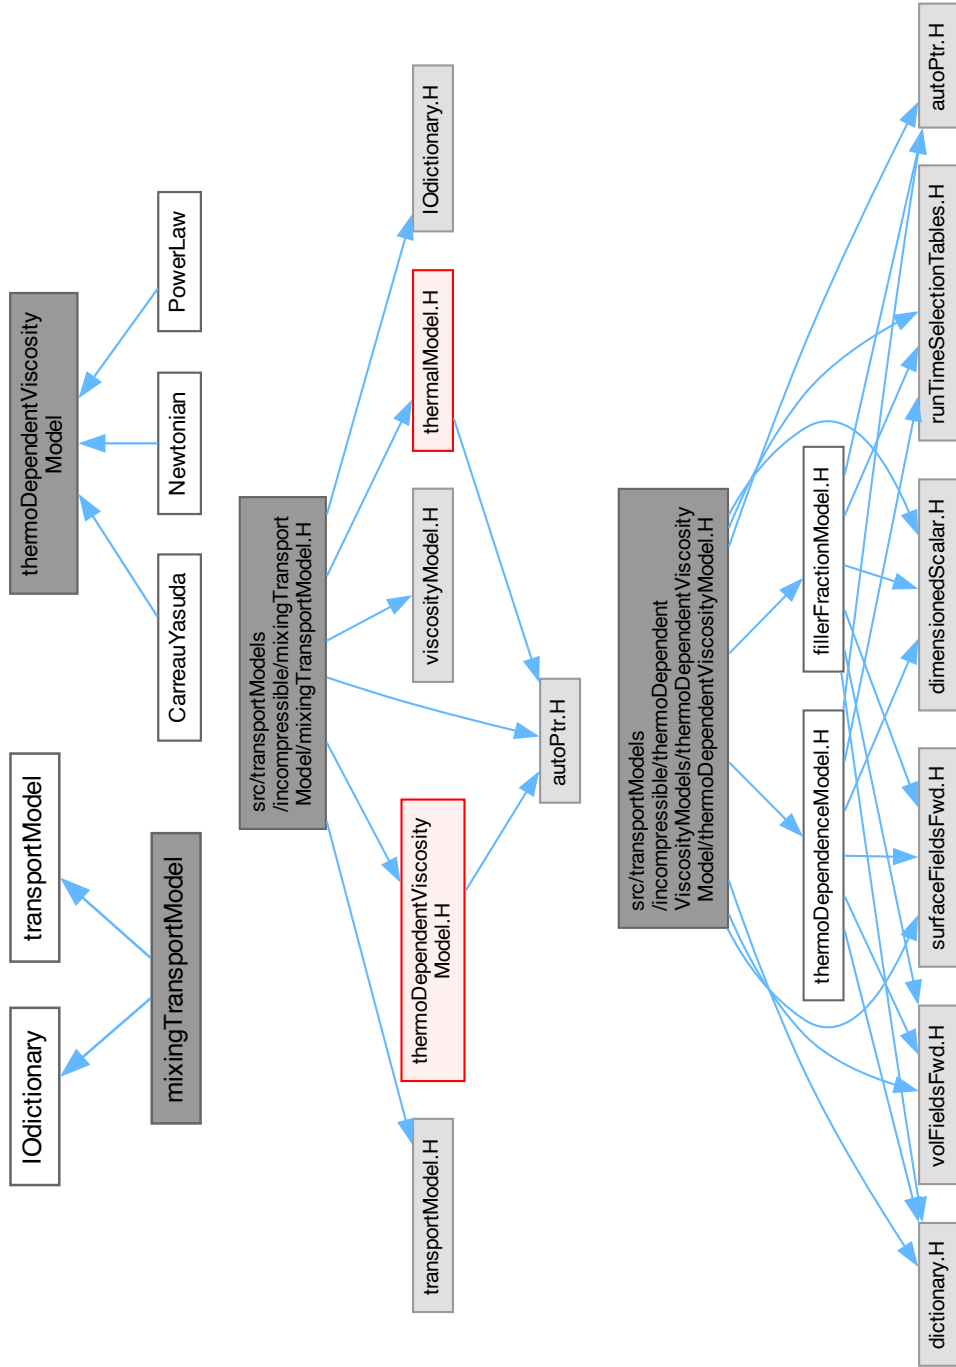 IOdictionary
transportModel
mixingTransportModel
thermoDependentViscosity
Model
CarreauYasuda
Newtonian
PowerLaw
src/transportModels
/incompressible/mixingTransport
Model/mixingTransportModel.H
transportModel.H
thermoDependentViscosity
Model.H
viscosityModel.H
thermalModel.H
IOdictionary.H
autoPtr.H
src/transportModels
/incompressible/thermoDependent
ViscosityModels/thermoDependentViscosity
Model/thermoDependentViscosityModel.H
thermoDependenceModel.H
fillerFractionModel.H
dictionary.H
volFieldsFwd.H
surfaceFieldsFwd.H
dimensionedScalar.H
runTimeSelectionTables.H
autoPtr.H